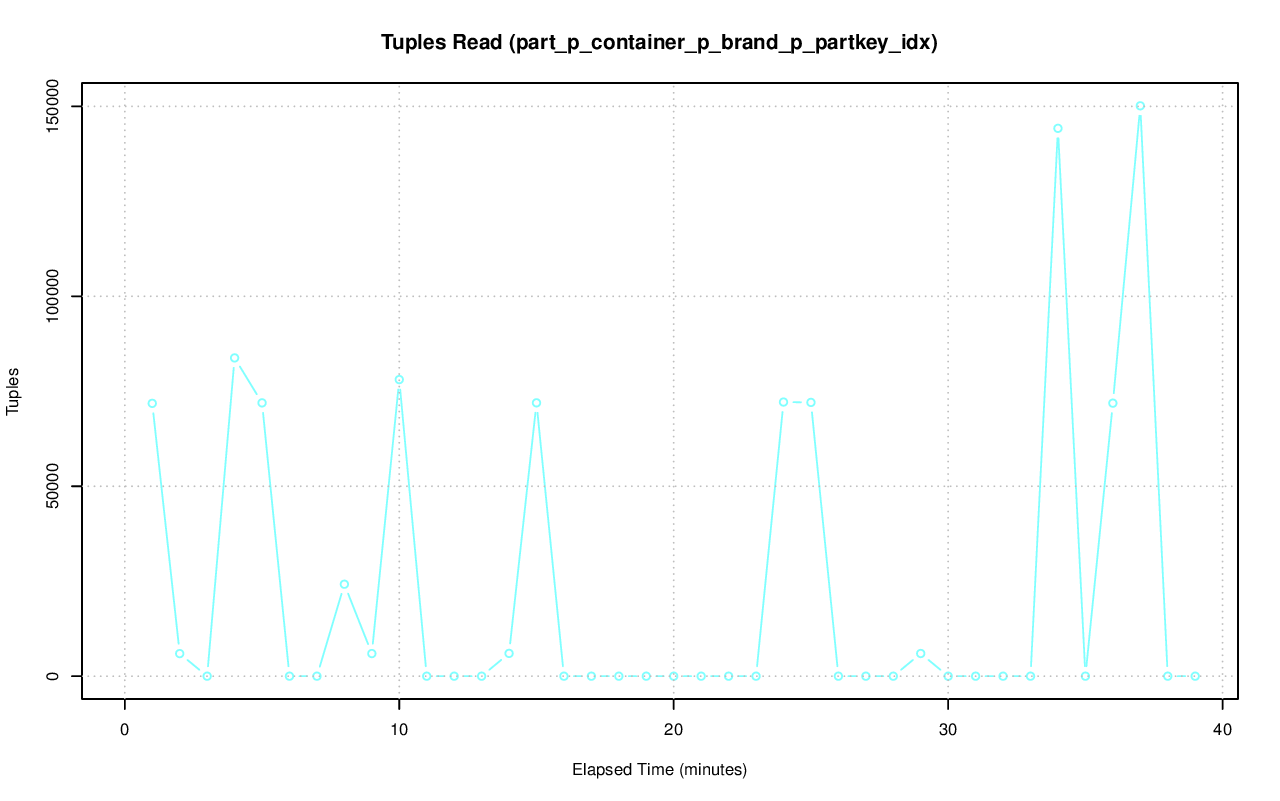 Tuples Read (part_p_container_p_brand_p_partkey_idx)
150000
100000
50000
0
Tuples
0 10 20 30 40
Elapsed Time (minutes)